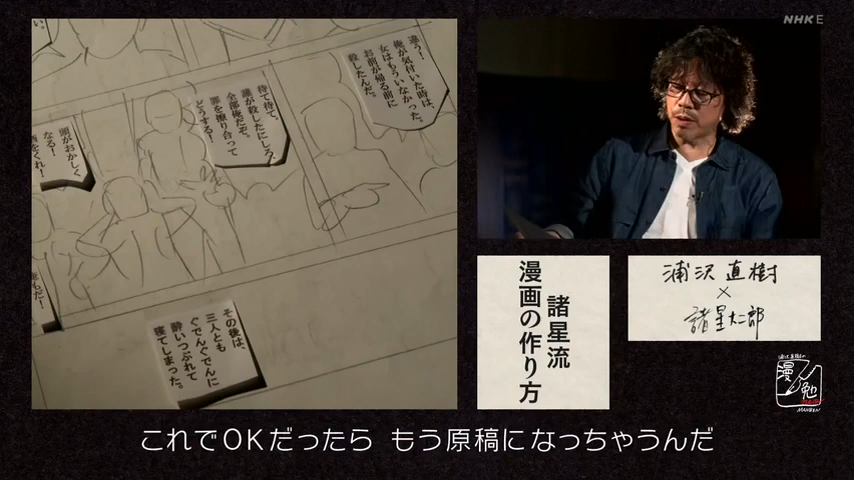 NHK E
い。
違う!
俺が気付いた時は、
女はもういなかった。
お前が帰る前に
殺したんだ。
待て待て、
誰が殺したにしろ、
全部俺だぞ。
罪を擦り合って
どうする!
頭がおかしく
なる!
酒をくれ!
もだ!
その後は、
三人とも
ぐでんぐでんに
酔いつぶれて
寝てしまった。
諸星流
漫画の作り方
浦沢直樹
×
諸星大二郎
漫勉
MANBEN
これでOKだったら もう原稿になっちゃうんだ